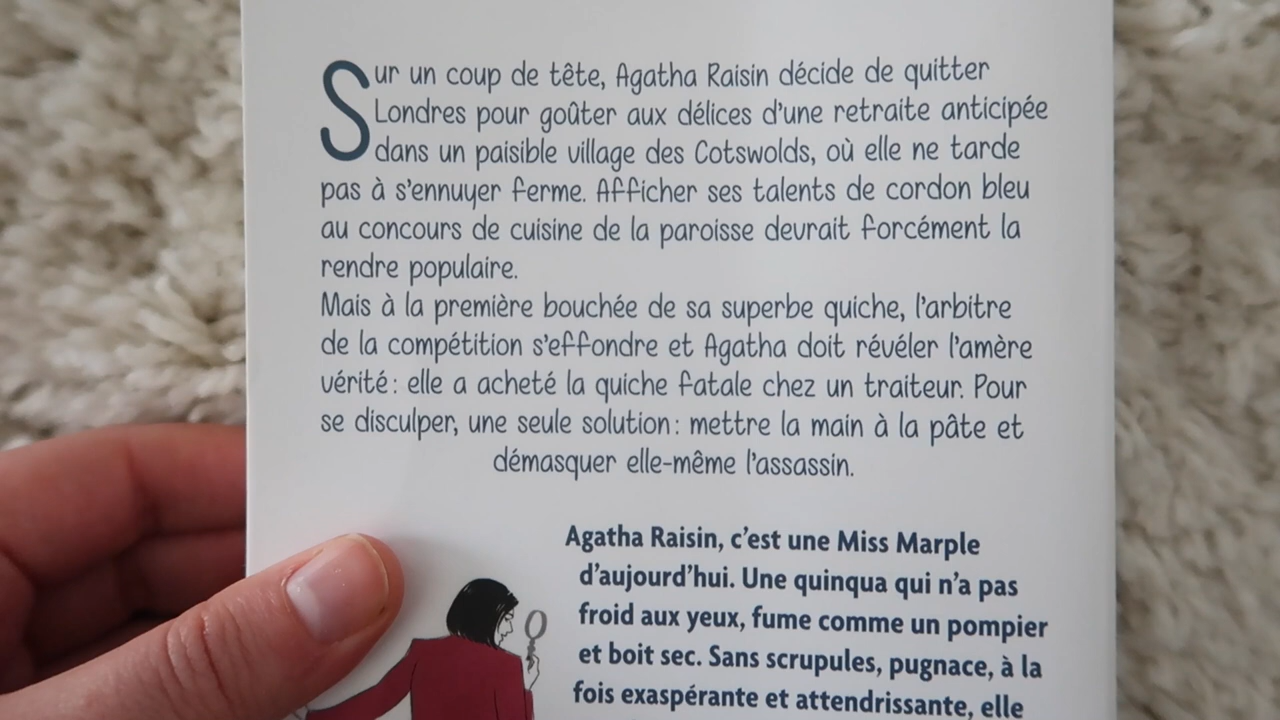 Sur un coup de tête, Agatha Raisin décide de quitter
Londres pour goûter aux délices d'une retraite anticipée
dans un paisible village des Cotswolds, où elle ne tarde
pas à s'ennuyer ferme. Afficher ses talents de cordon bleu
au concours de cuisine de la paroisse devrait forcément la
rendre populaire.
Mais à la première bouchée de sa superbe quiche, l'arbitre
de la compétition s'effondre et Agatha doit révéler l'amère
vérité : elle a acheté la quiche fatale chez un traiteur. Pour
se disculper, une seule solution : mettre la main à la pâte et
démasquer elle-même l'assassin.
Agatha Raisin, c'est une Miss Marple
d'aujourd'hui. Une quinqua qui n'a pas
froid aux yeux, fume comme un pompier
et boit sec. Sans scrupules, pugnace, à la
fois exaspérante et attendrissante, elle